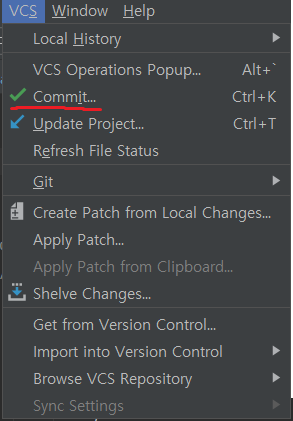 VCS Window Help
Local History
VCS Operations Popup... Alt+`
Commit... Ctrl+K
Update Project... Ctrl+T
Refresh File Status
Git
Create Patch from Local Changes...
Apply Patch...
Apply Patch from Clipboard...
Shelve Changes...
Get from Version Control...
Import into Version Control
Browse VCS Repository
Sync Settings